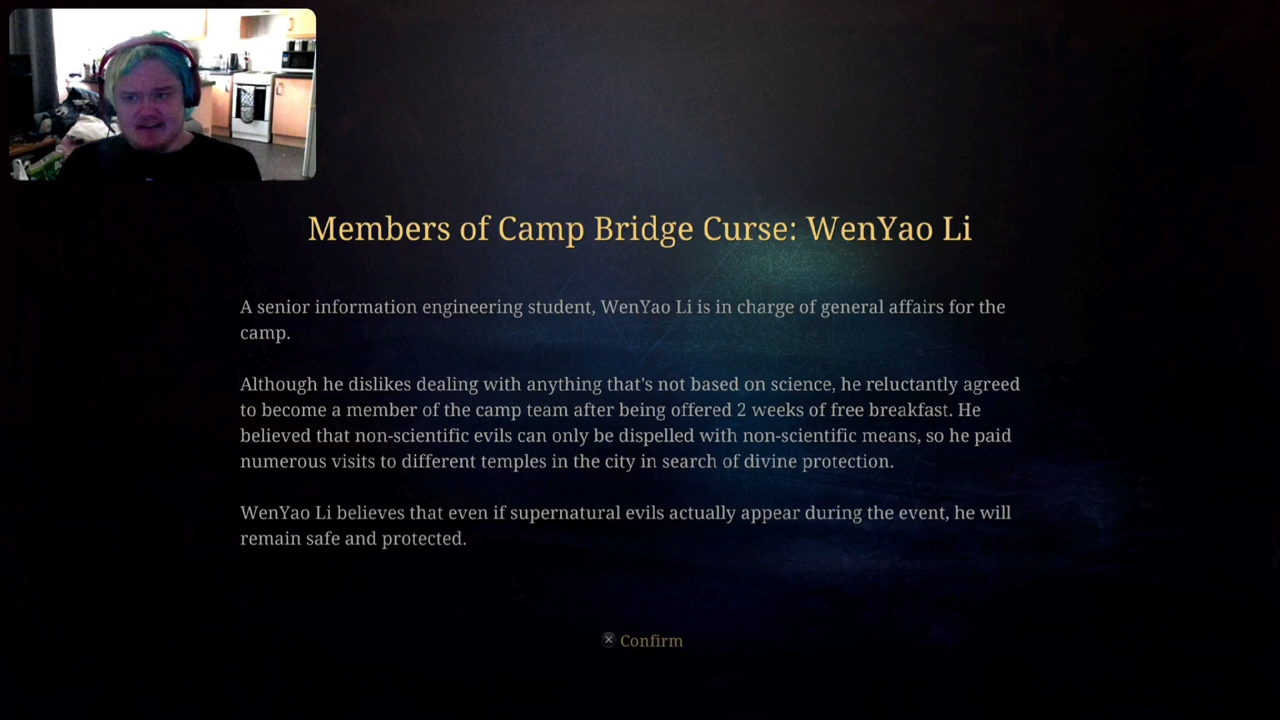 Members of Camp Bridge Curse: WenYao Li
A senior information engineering student, WenYao Li is in charge of general affairs for the
camp.
Although he dislikes dealing with anything that's not based on science, he reluctantly agreed
to become a member of the camp team after being offered 2 weeks of free breakfast. He
believed that non-scientific evils can only be dispelled with non-scientific means, so he paid
numerous visits to different temples in the city in search of divine protection.
WenYao Li believes that even if supernatural evils actually appear during the event, he will
remain safe and protected.
Confirm